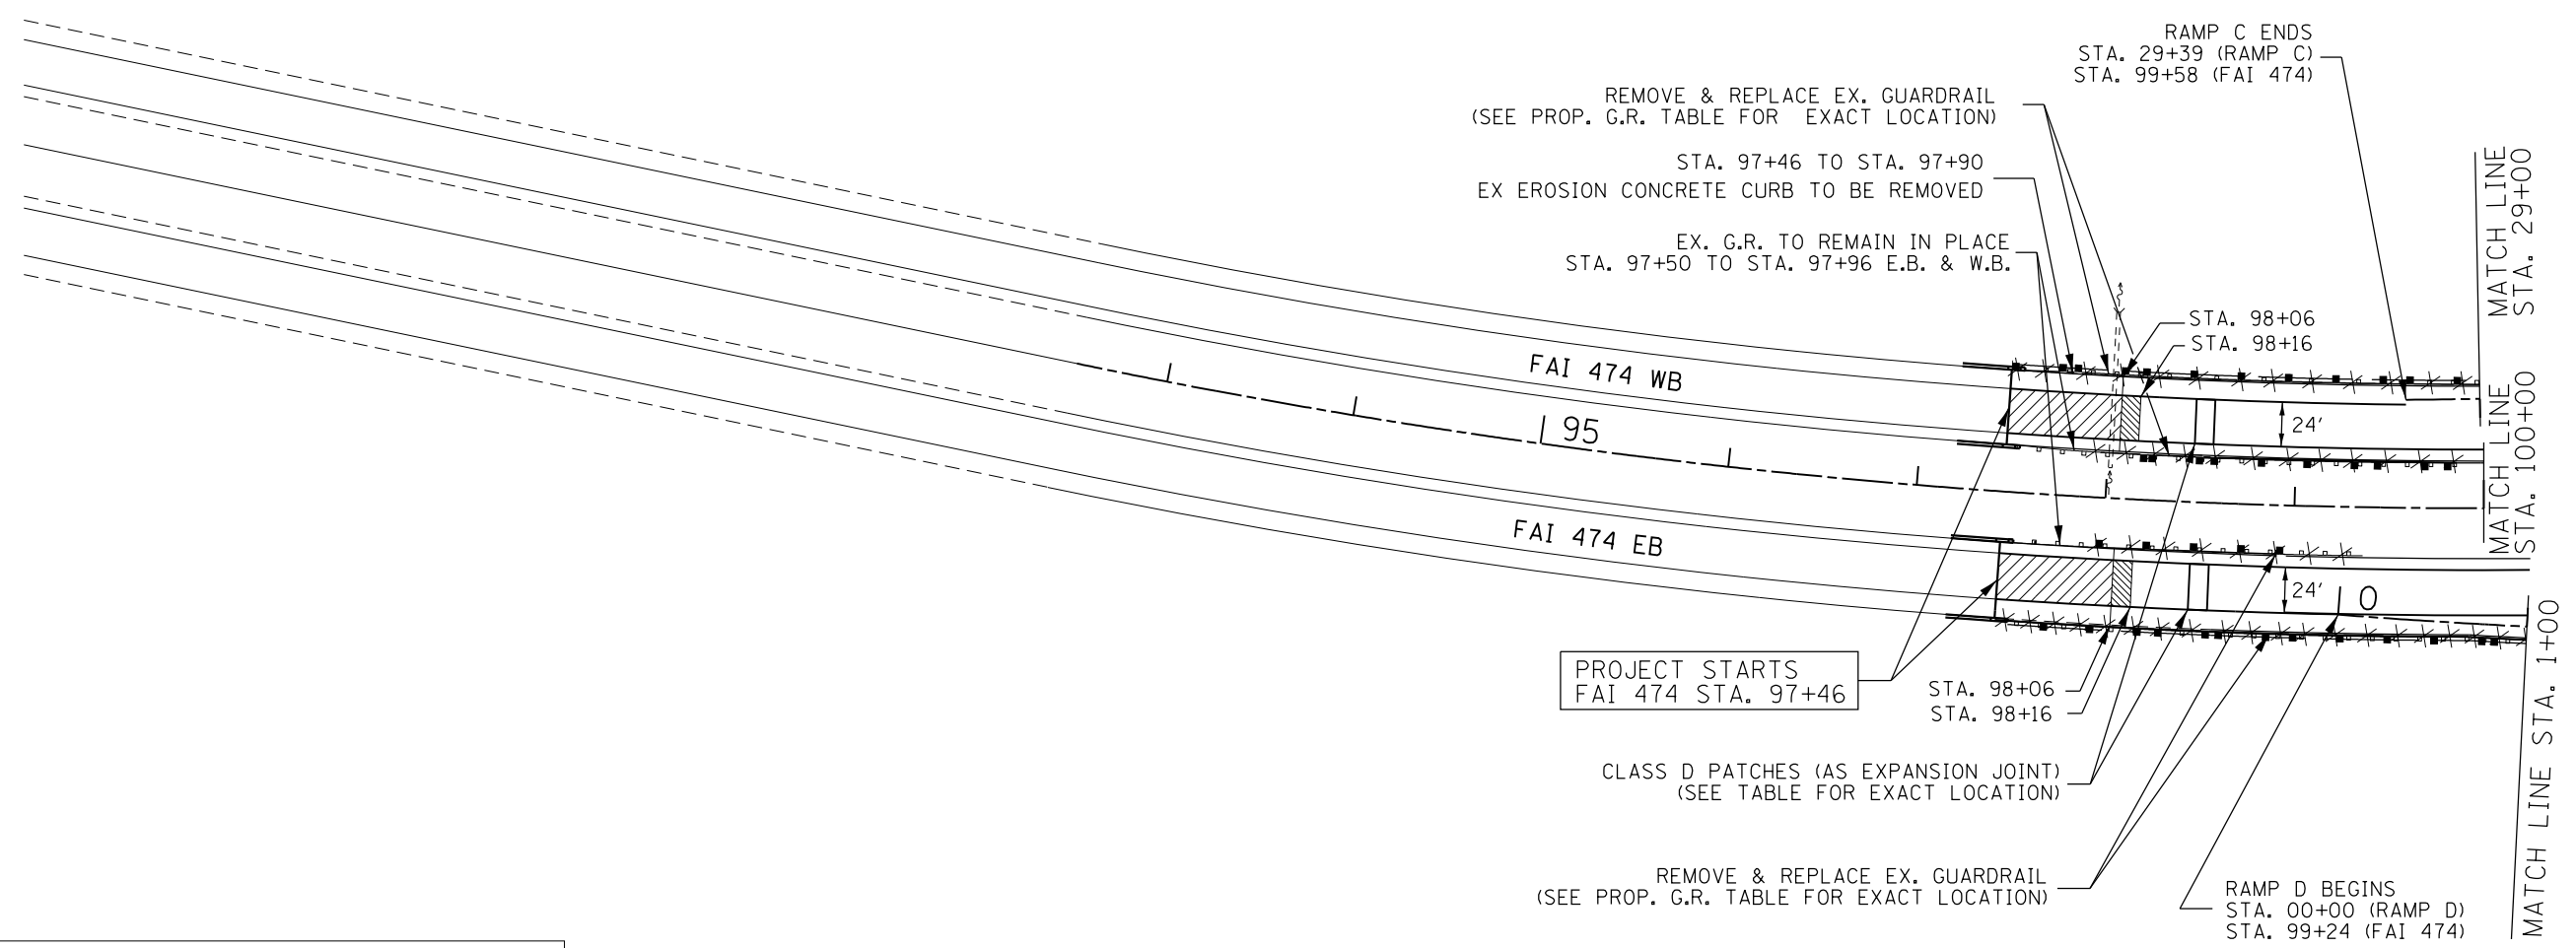 RAMP C ENDS
STA. 29+39 (RAMP C)
STA. 99+58 (FAI 474)
REMOVE & REPLACE EX. GUARDRAIL
(SEE PROP. G.R. TABLE FOR EXACT LOCATION)
STA. 97+46 TO STA. 97+90
EX EROSION CONCRETE CURB TO BE REMOVED
EX. G.R. TO REMAIN IN PLACE
STA. 97+50 TO STA. 97+96 E.B. & W.B.
MATCH LINE
STA. 29+00
STA. 98+06
STA. 98+16
FAI 474 WB
95
24'
MATCH LINE
STA. 100+00
FAI 474 EB
24'
0
PROJECT STARTS
FAI 474 STA. 97+46
STA. 98+06
STA. 98+16
CLASS D PATCHES (AS EXPANSION JOINT)
(SEE TABLE FOR EXACT LOCATION)
REMOVE & REPLACE EX. GUARDRAIL
(SEE PROP. G.R. TABLE FOR EXACT LOCATION)
RAMP D BEGINS
STA. 00+00 (RAMP D)
STA. 99+24 (FAI 474)
MATCH LINE STA. 1+00